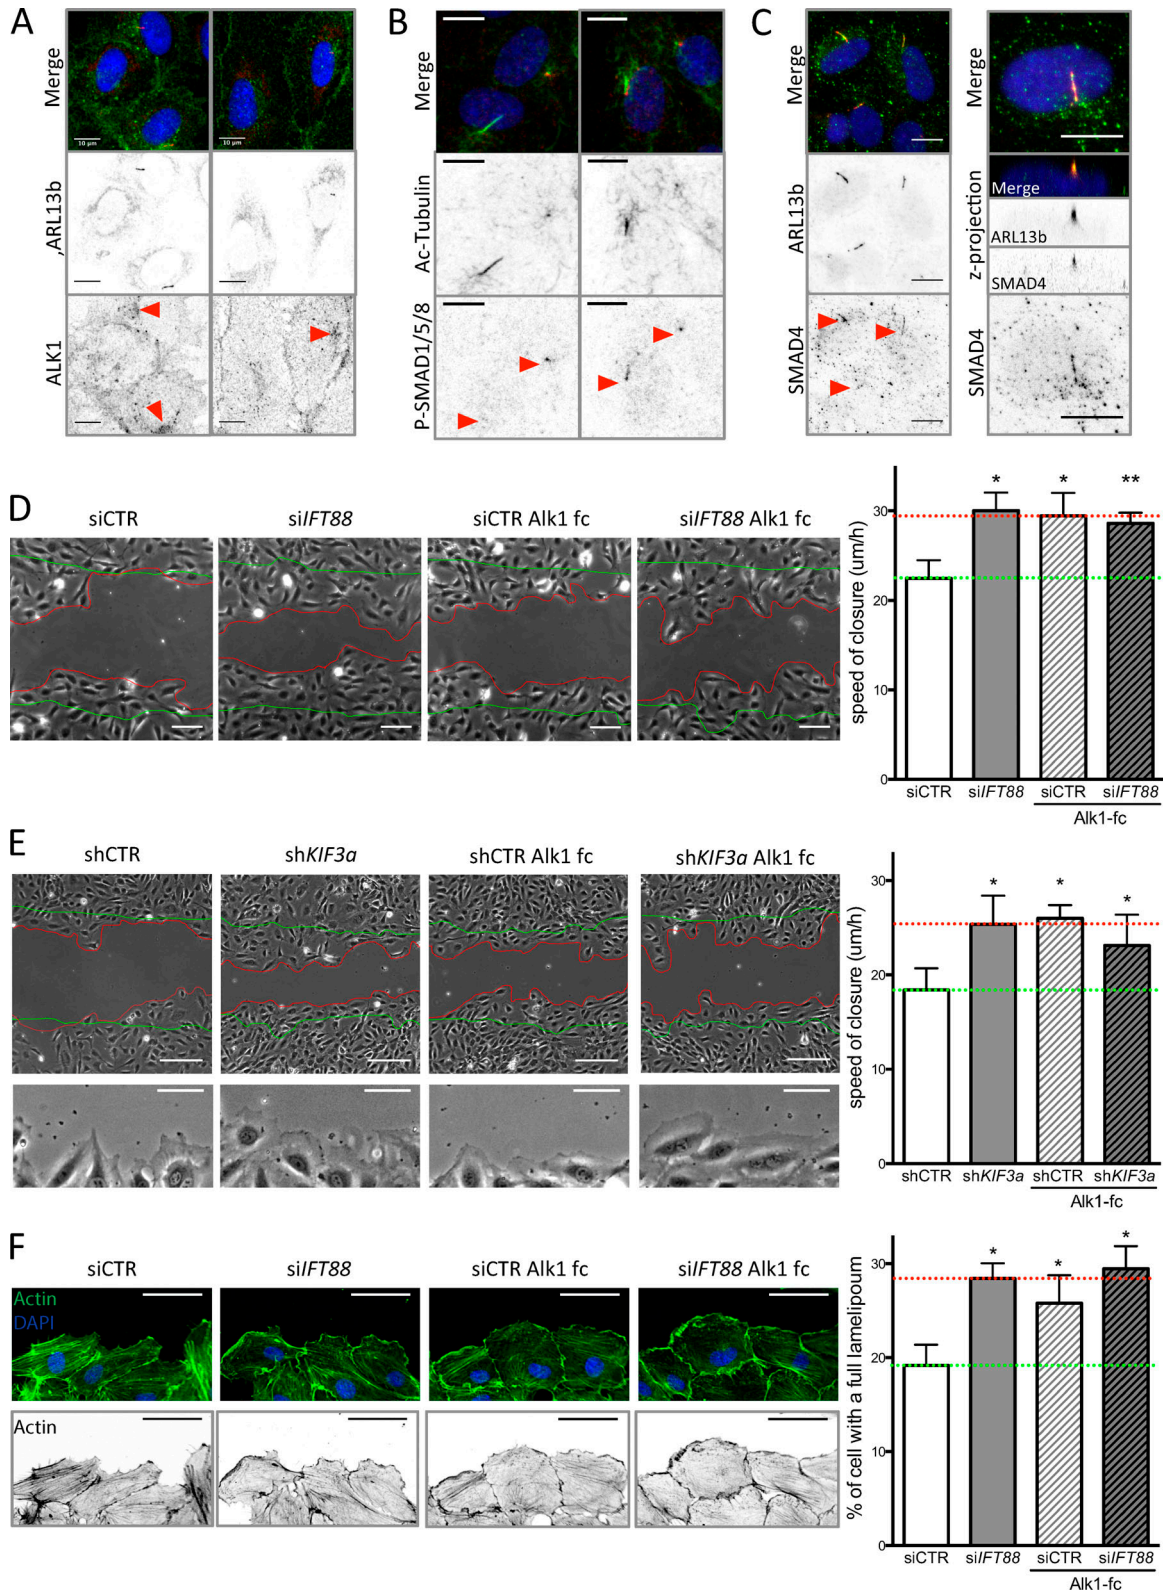 A
B
C
Merge
10 µm
10 µm
,ARL13b
ALK1
Merge
Ac-Tubulin
P-SMAD1/5/8
Merge
ARL13b
SMAD4
Merge
z-projection
Merge
ARL13b
SMAD4
SMAD4
D
siCTR
siIFT88
siCTR Alk1 fc
siIFT88 Alk1 fc
speed of closure (um/h)
30
20
10
0
*
*
**
siCTR
siIFT88
siCTR
siIFT88
Alk1-fc
E
shCTR
shKIF3a
shCTR Alk1 fc
shKIF3a Alk1 fc
speed of closure (um/h)
30
20
10
0
*
*
*
shCTR
shKIF3a
shCTR
shKIF3a
Alk1-fc
F
siCTR
siIFT88
siCTR Alk1 fc
siIFT88 Alk1 fc
Actin
DAPI
Actin
% of cell with a full lamelipoum
30
20
10
0
*
*
*
siCTR
siIFT88
siCTR
siIFT88
Alk1-fc